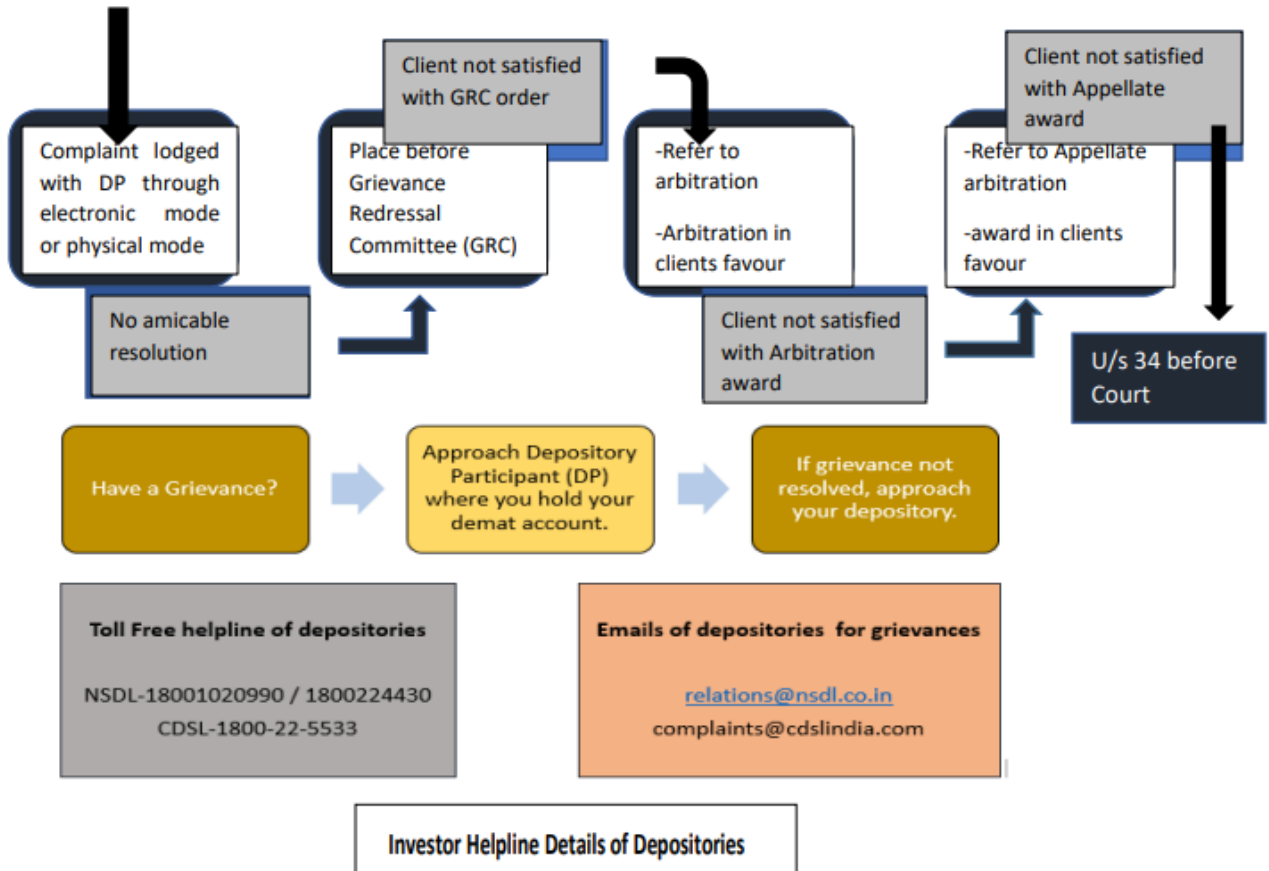 Complaint lodged
with DP through
electronic mode
or physical mode
No amicable
resolution
Client not satisfied
with GRC order
Place before
Grievance
Redressal
Committee (GRC)
-Refer to
arbitration
-Arbitration in
clients favour
Client not satisfied
with Arbitration
award
Client not satisfied
with Appellate
award
-Refer to Appellate
arbitration
-award in clients
favour
U/s 34 before
Court
Have a Grievance?
Approach Depository
Participant (DP)
where you hold your
demat account.
If grievance not
resolved, approach
your depository.
Toll Free helpline of depositories
NSDL-18001020990 / 1800224430
CDSL-1800-22-5533
Emails of depositories for grievances
relations@nsdl.co.in
complaints@cdslindia.com
Investor Helpline Details of Depositories